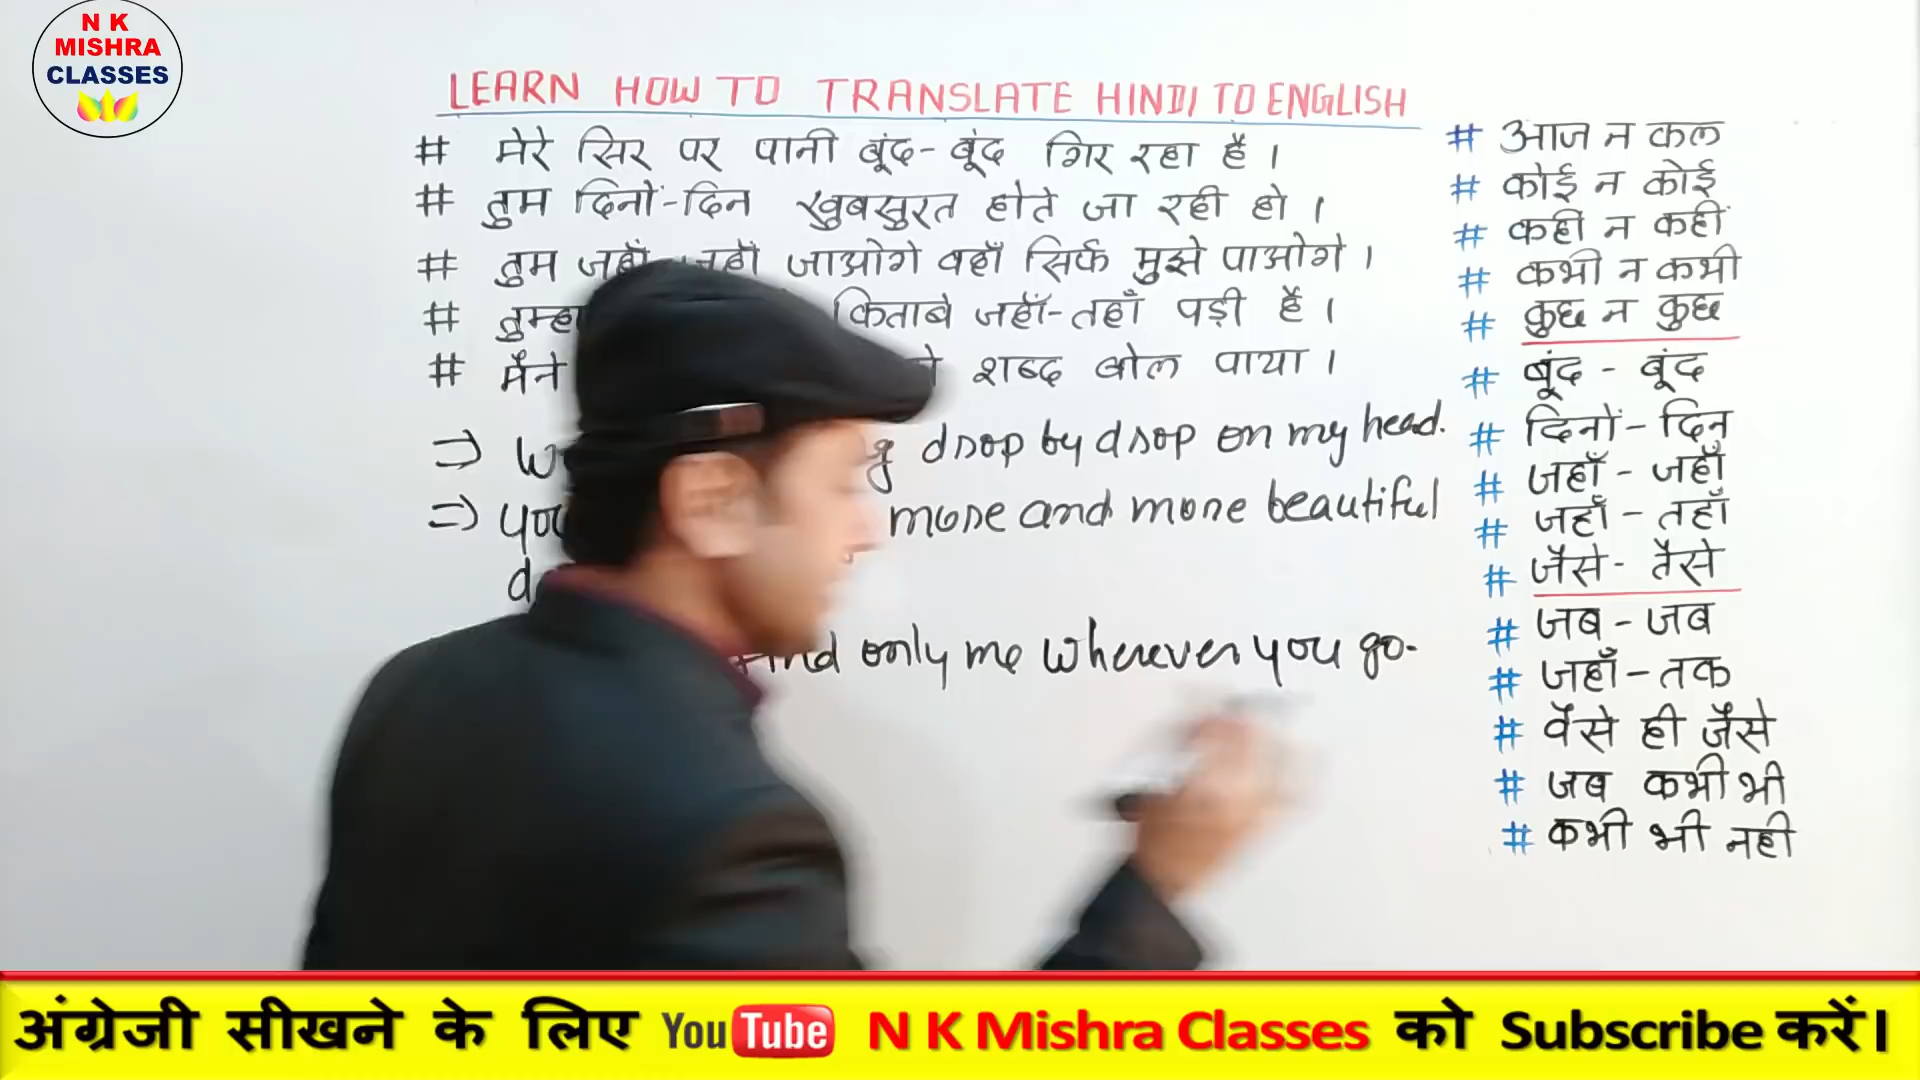 N K
MISHRA
CLASSES
LEARN HOW TO TRANSLATE HINDI TO ENGLISH
# मेरे सिर पर पानी बूंद-बूंद गिर रहा है ।
# तुम दिनों-दिन खुबसुरत होते जा रही हो ।
# तुम जहाँ जहाँ जाओगे वहाँ सिर्फ मुझे पाओगे ।
# किताबे जहाँ-तहाँ पड़ी है ।
# मैंने शब्द बोल पाया ।
=> drop by drop on my head.
=> more and more beautiful
find only me wherever you go.
# आज न कल
# कोई न कोई
# कही न कहीं
# कभी न कभी
# कुछ न कुछ
# बूंद - बूंद
# दिनों - दिन
# जहाँ - जहाँ
# जहाँ - तहाँ
# जैसे - तैसे
# जब - जब
# जहाँ - तक
# वैसे ही जैसे
# जब कभी भी
# कभी भी नही
अंग्रेजी सीखने के लिए YouTube N K Mishra Classes को Subscribe करें।